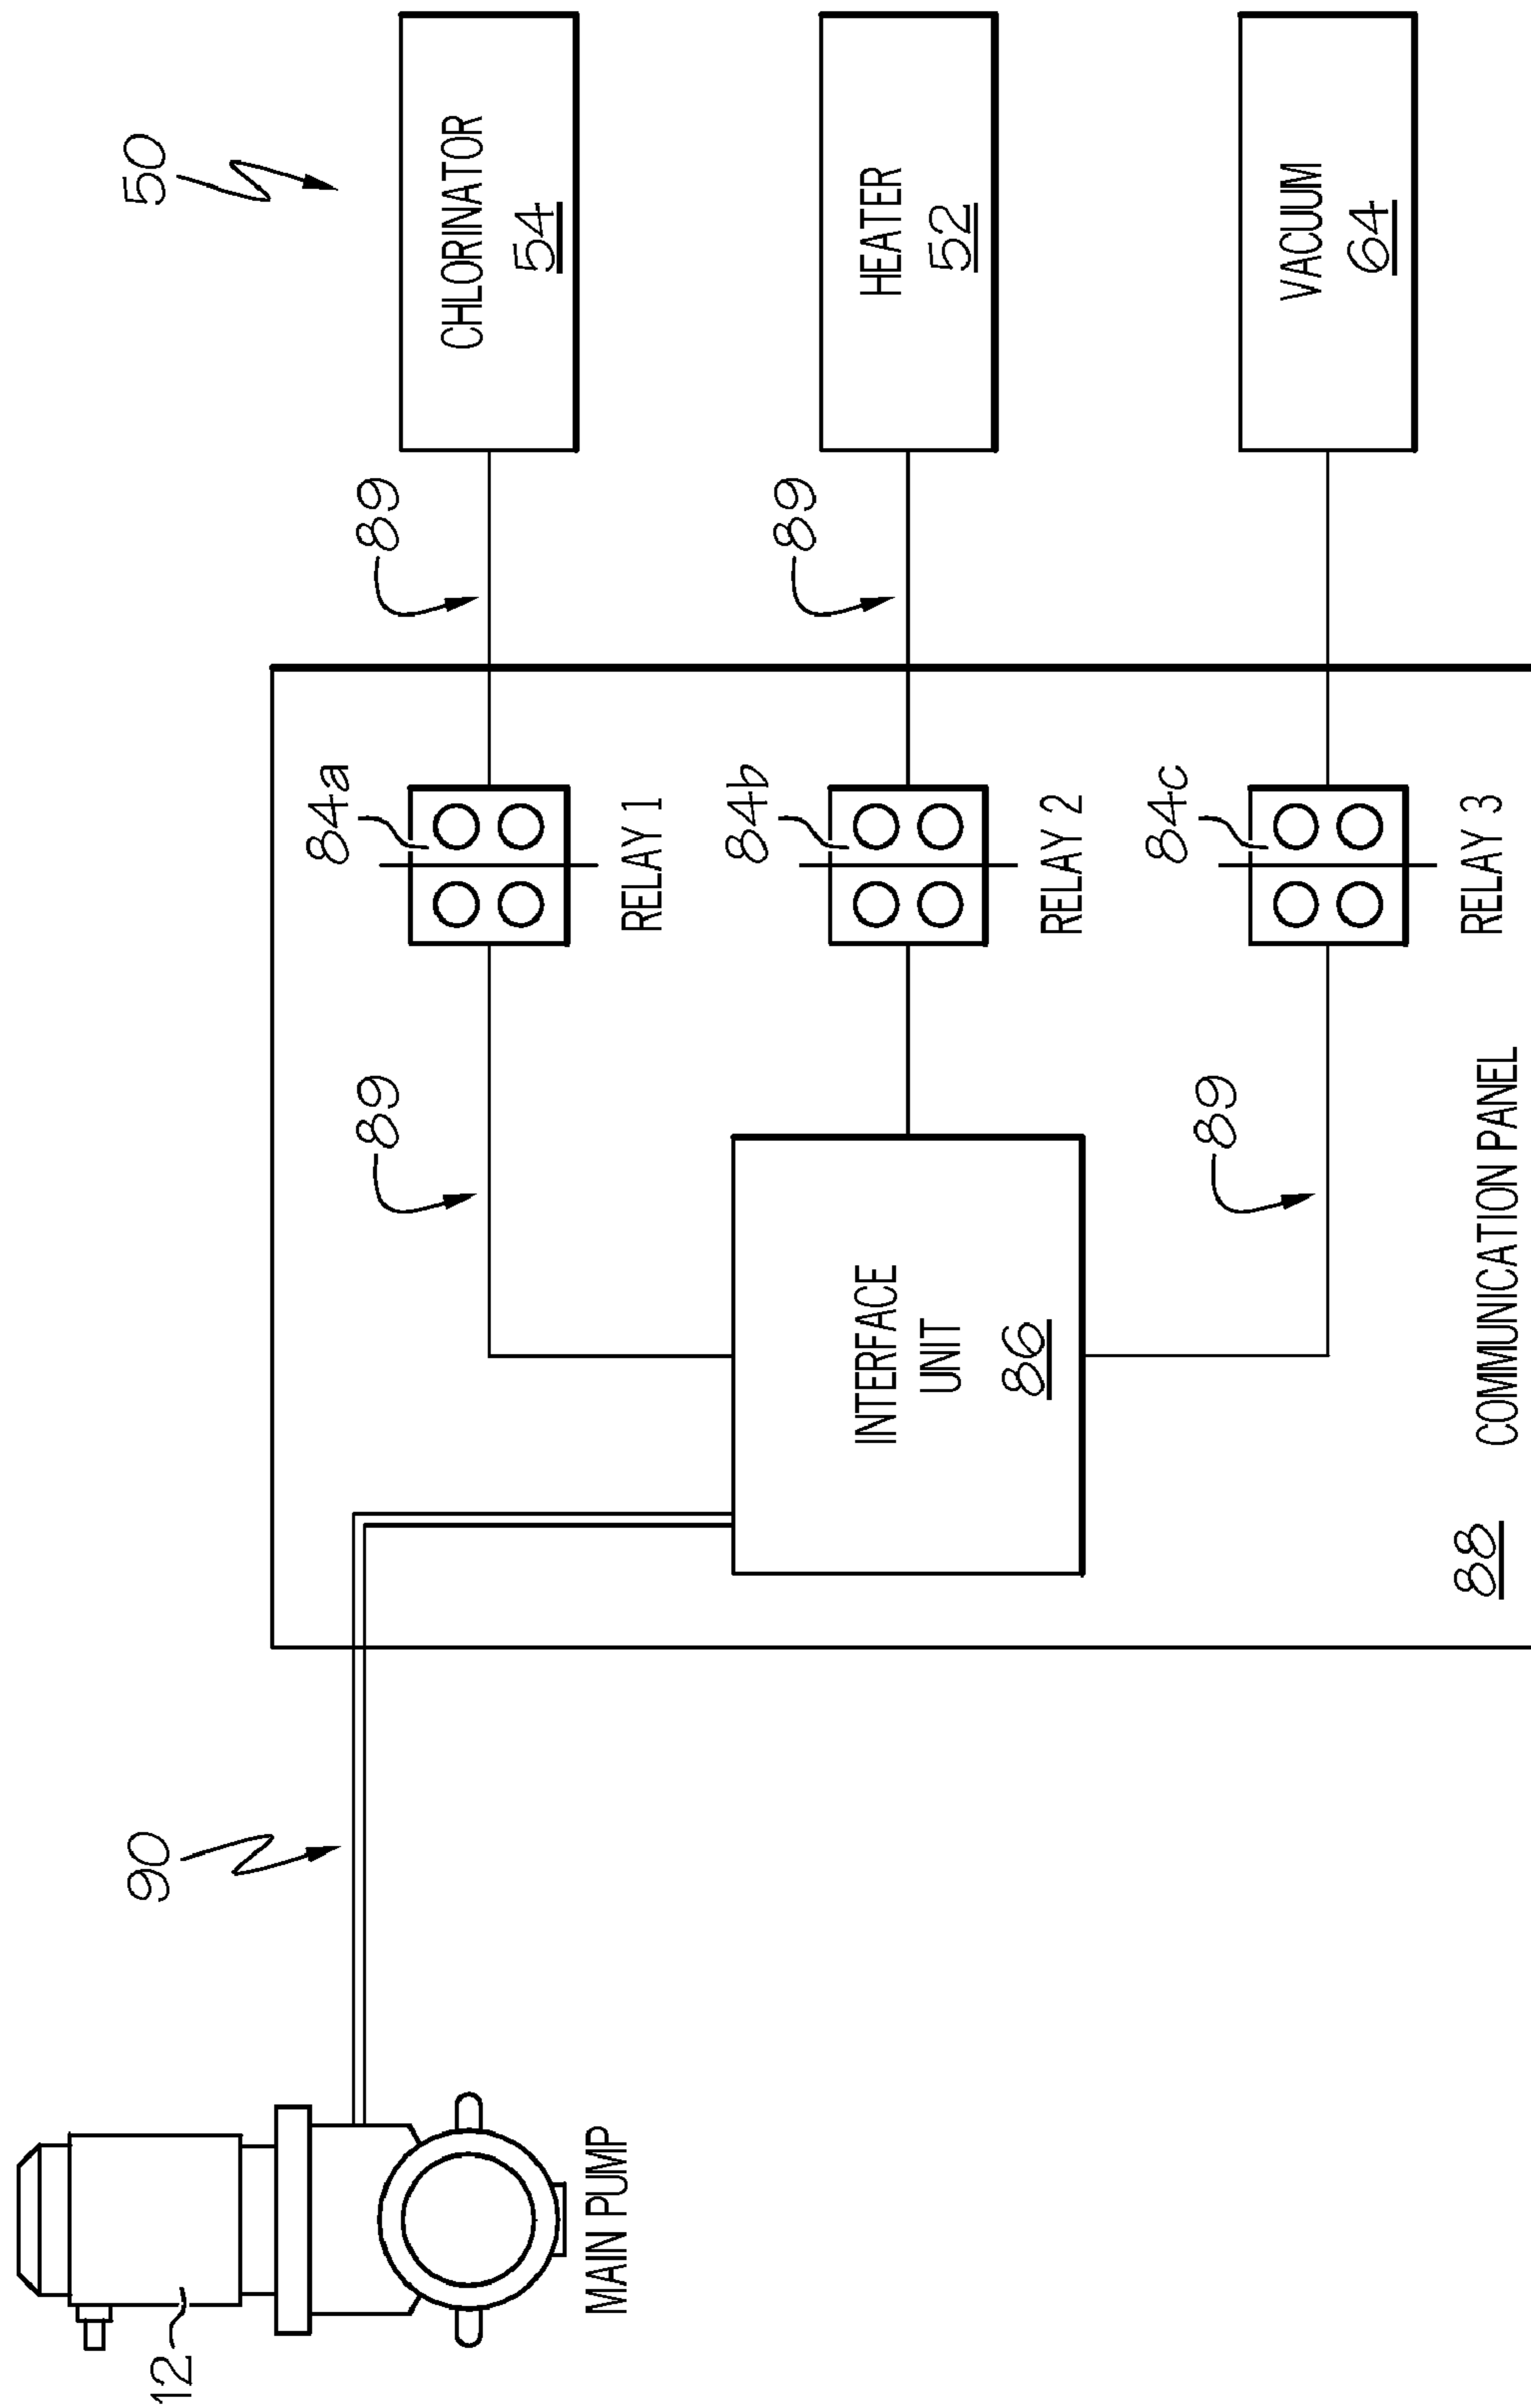 50
CHLORINATOR
54
89
84a
RELAY 1
89
HEATER
52
89
84b
RELAY 2
VACUUM
64
84c
RELAY 3
89
INTERFACE
UNIT
86
COMMUNICATION PANEL
88
90
12
MAIN PUMP